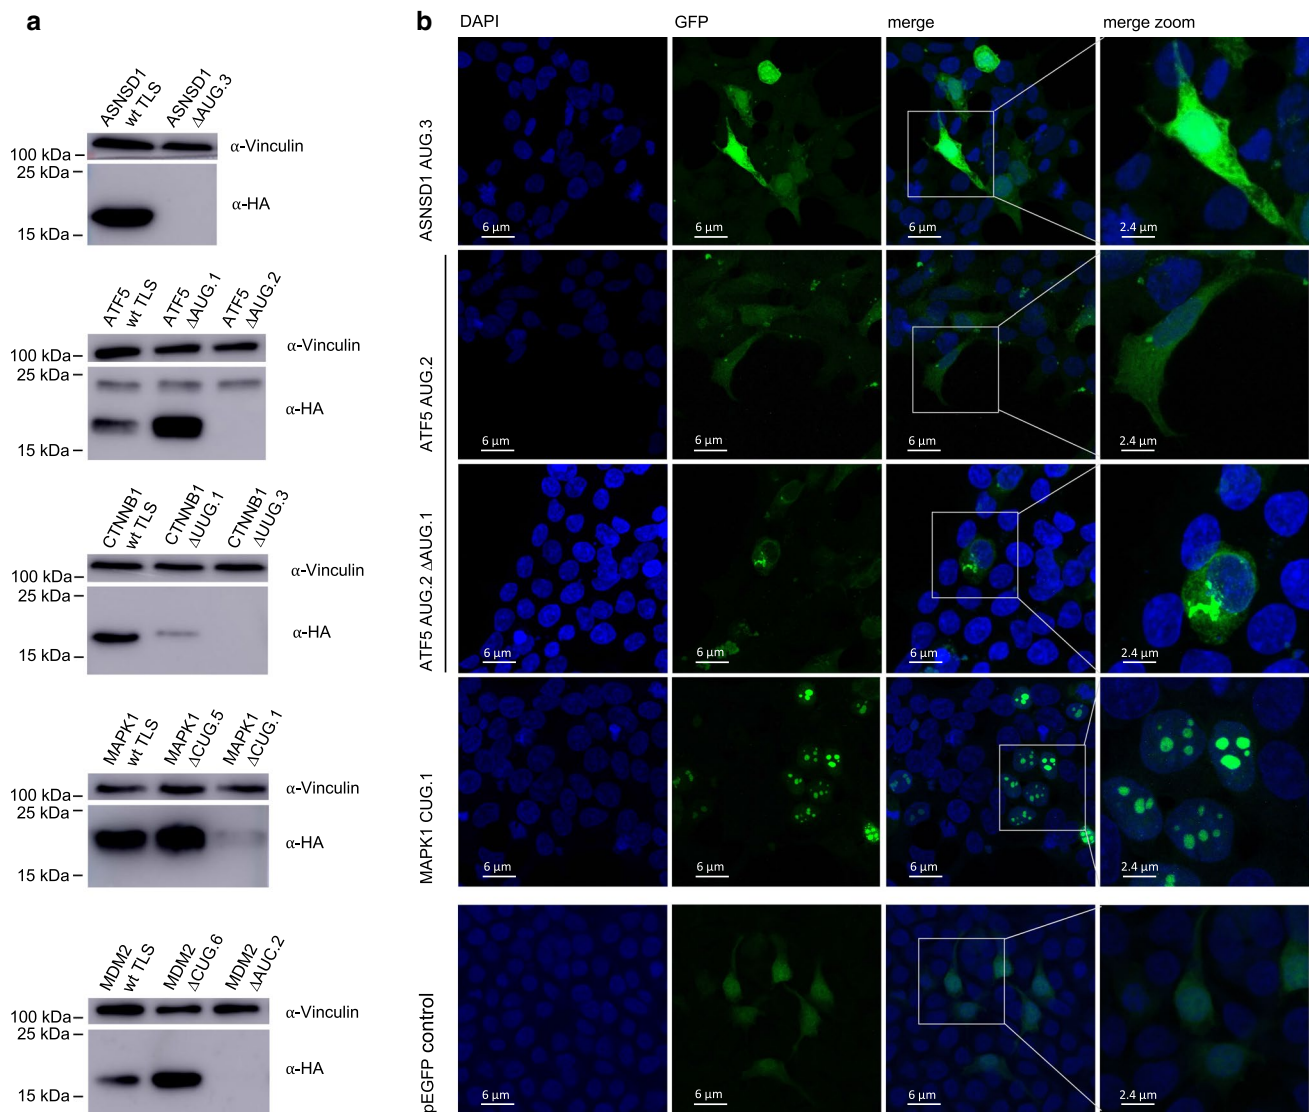 a
ASNSD1 wt TLS
ASNSD1 ΔAUG.3
100 kDa
α-Vinculin
25 kDa
α-HA
15 kDa
ATF5 wt TLS
ATF5 ΔAUG.1
ATF5 ΔAUG.2
100 kDa
α-Vinculin
25 kDa
α-HA
15 kDa
CTNNB1 wt TLS
CTNNB1 ΔUUG.1
CTNNB1 ΔUUG.3
α-Vinculin
100 kDa
25 kDa
α-HA
15 kDa
MAPK1 wt TLS
MAPK1 ΔCUG.5
MAPK1 ΔCUG.1
α-Vinculin
100 kDa
25 kDa
α-HA
15 kDa
MDM2 wt TLS
MDM2 ΔCUG.6
MDM2 ΔAUC.2
α-Vinculin
100 kDa
25 kDa
α-HA
15 kDa
b
DAPI GFP merge merge zoom
ASNSD1 AUG.3
6 µm 6 µm 6 µm 2.4 µm
ATF5 AUG.2
6 µm 6 µm 6 µm 2.4 µm
ATF5 AUG.2 ΔAUG.1
6 µm 6 µm 6 µm 2.4 µm
MAPK1 CUG.1
6 µm 6 µm 6 µm 2.4 µm
pEGFP control
6 µm 6 µm 6 µm 2.4 µm